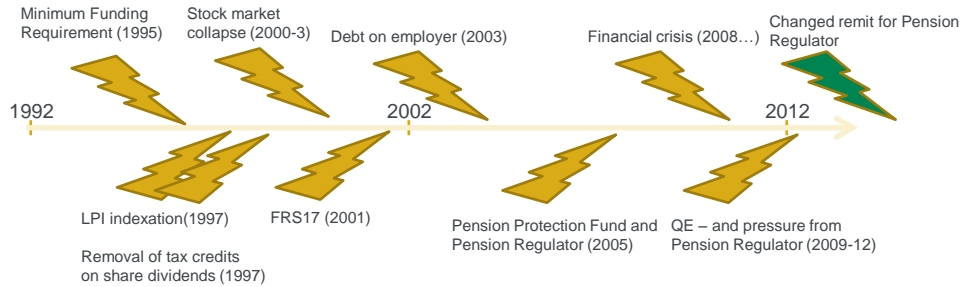 Minimum Funding
Requirement (1995)
Stock market
collapse (2000-3)
Debt on employer (2003)
Financial crisis (2008…)
Changed remit for Pension
Regulator
1992
2002
2012
LPI indexation(1997)
Removal of tax credits
on share dividends (1997)
FRS17 (2001)
Pension Protection Fund and
Pension Regulator (2005)
QE – and pressure from
Pension Regulator (2009-12)